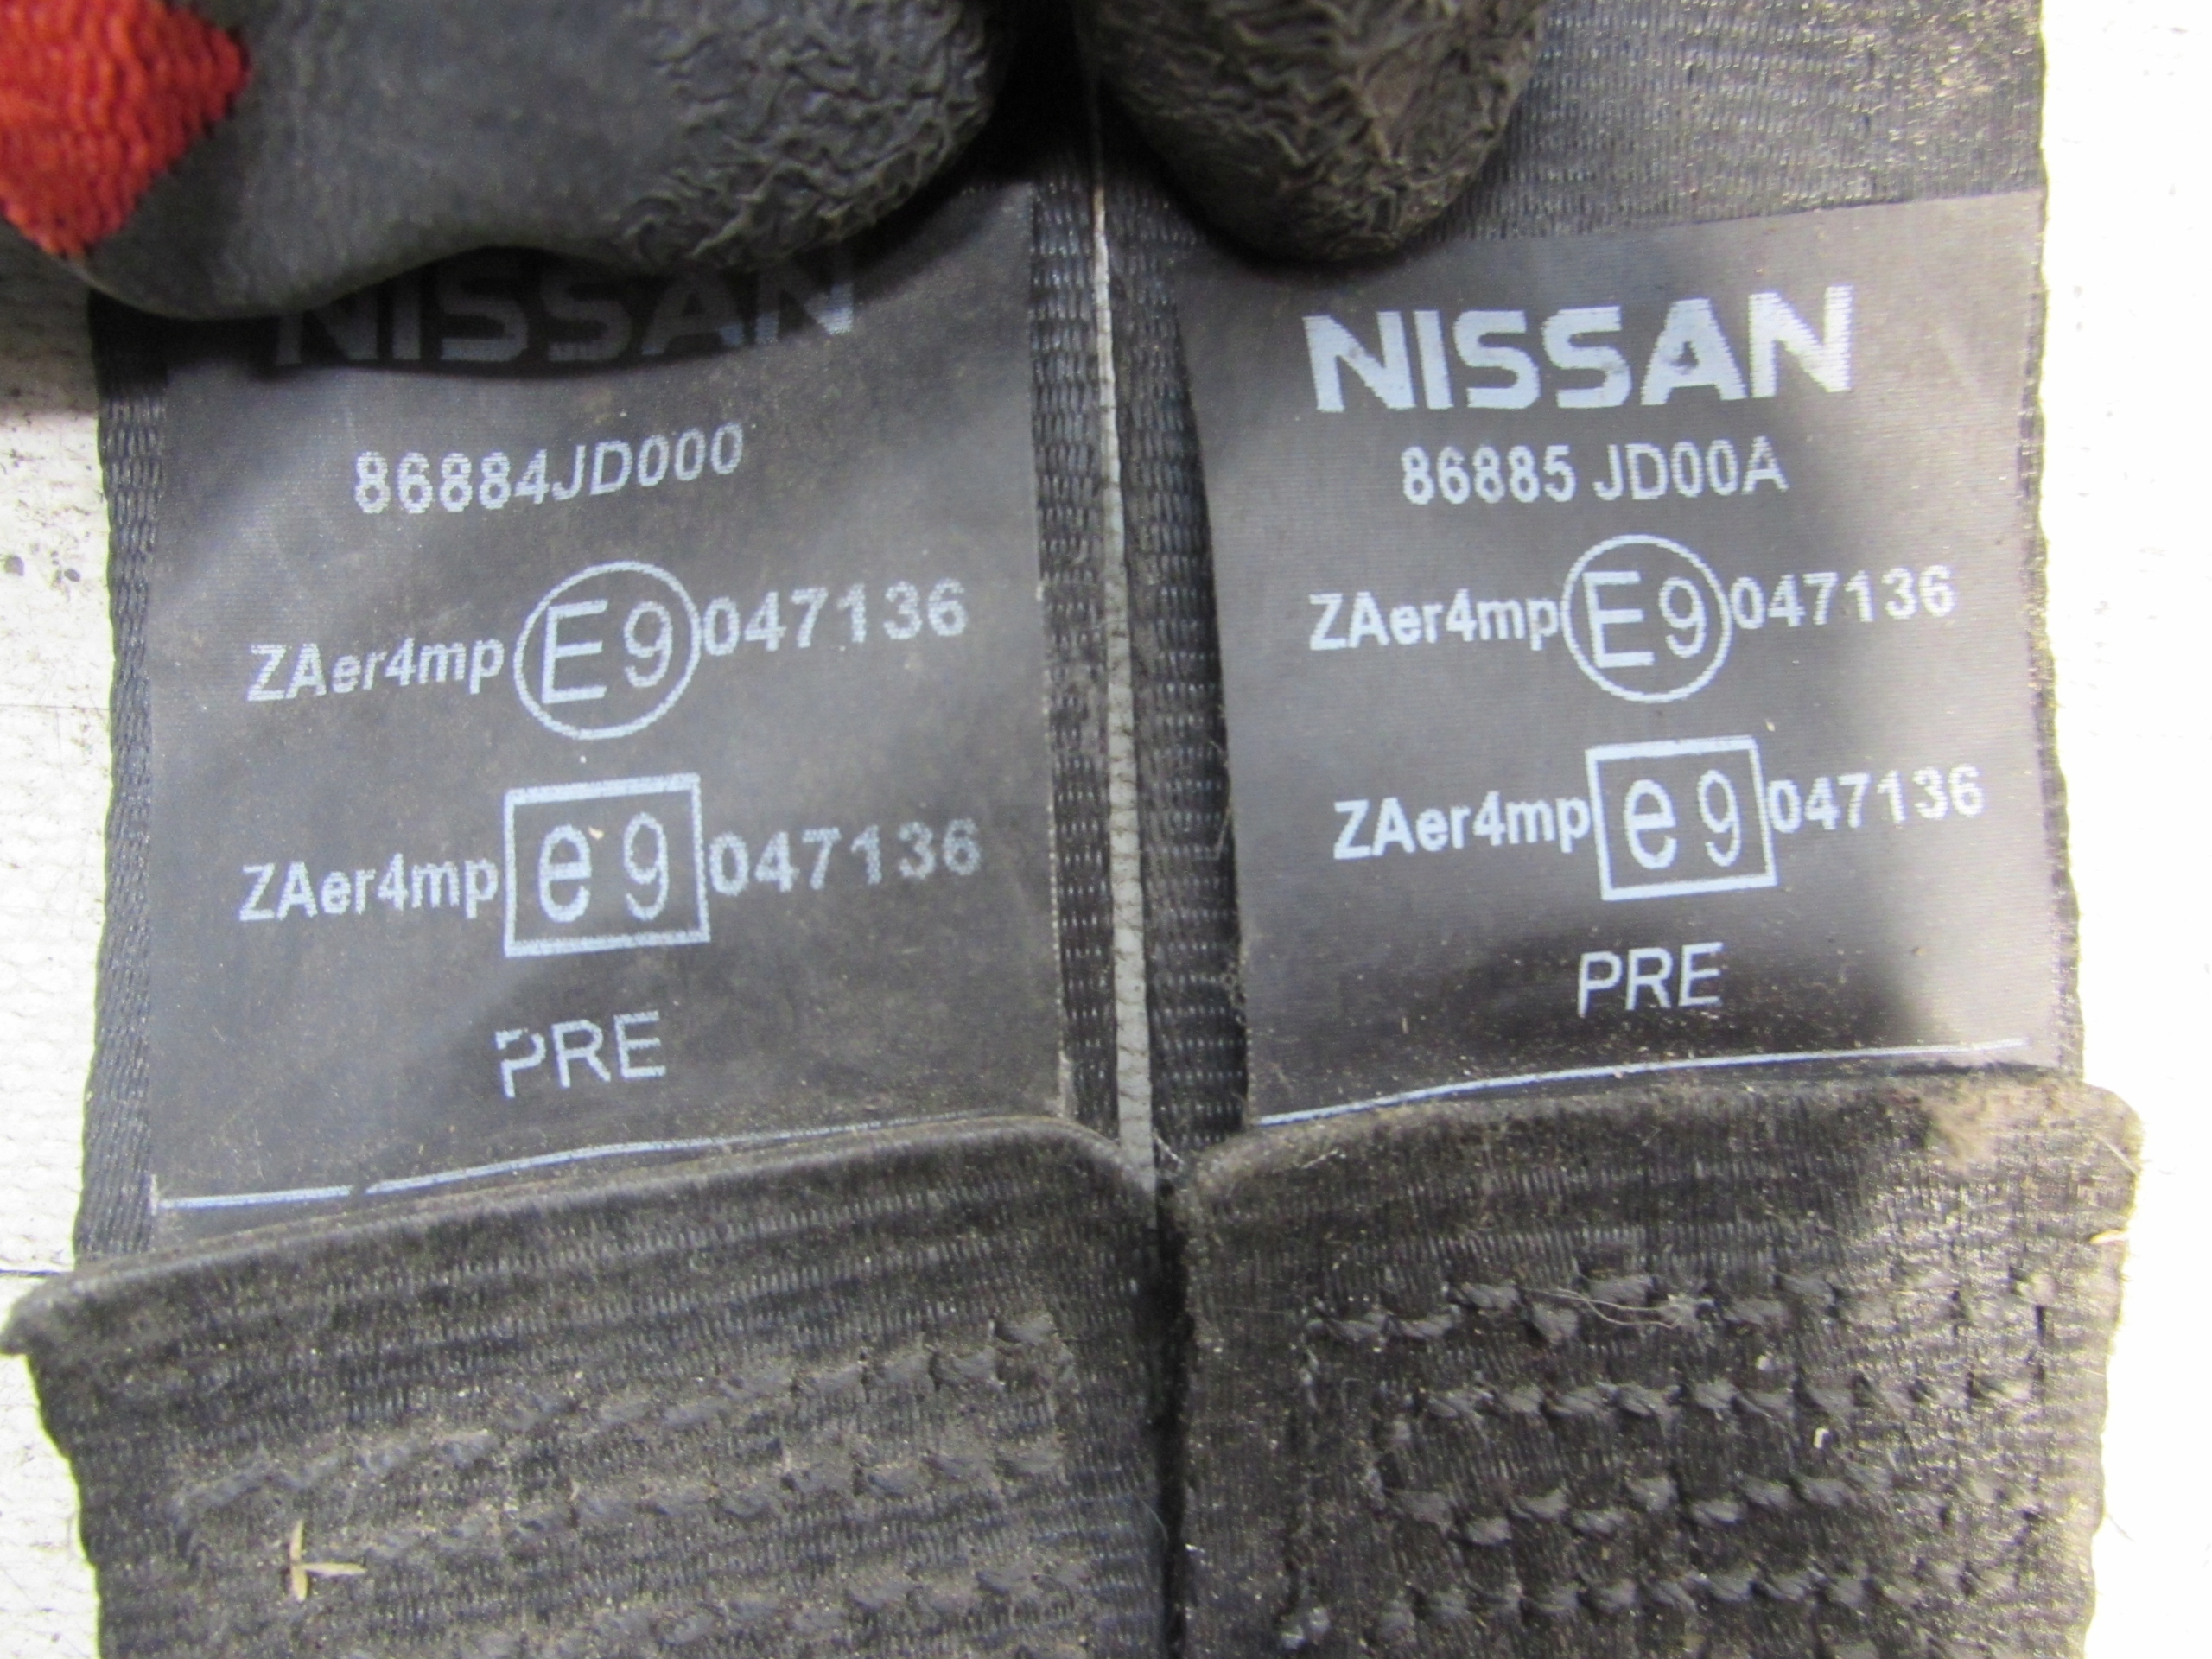 NISSAN
86884JD000
ZAer4mp E9 047136
ZAer4mp e9 047136
PRE
NISSAN
86885 JD00A
ZAer4mp E9 047136
ZAer4mp e9 047136
PRE